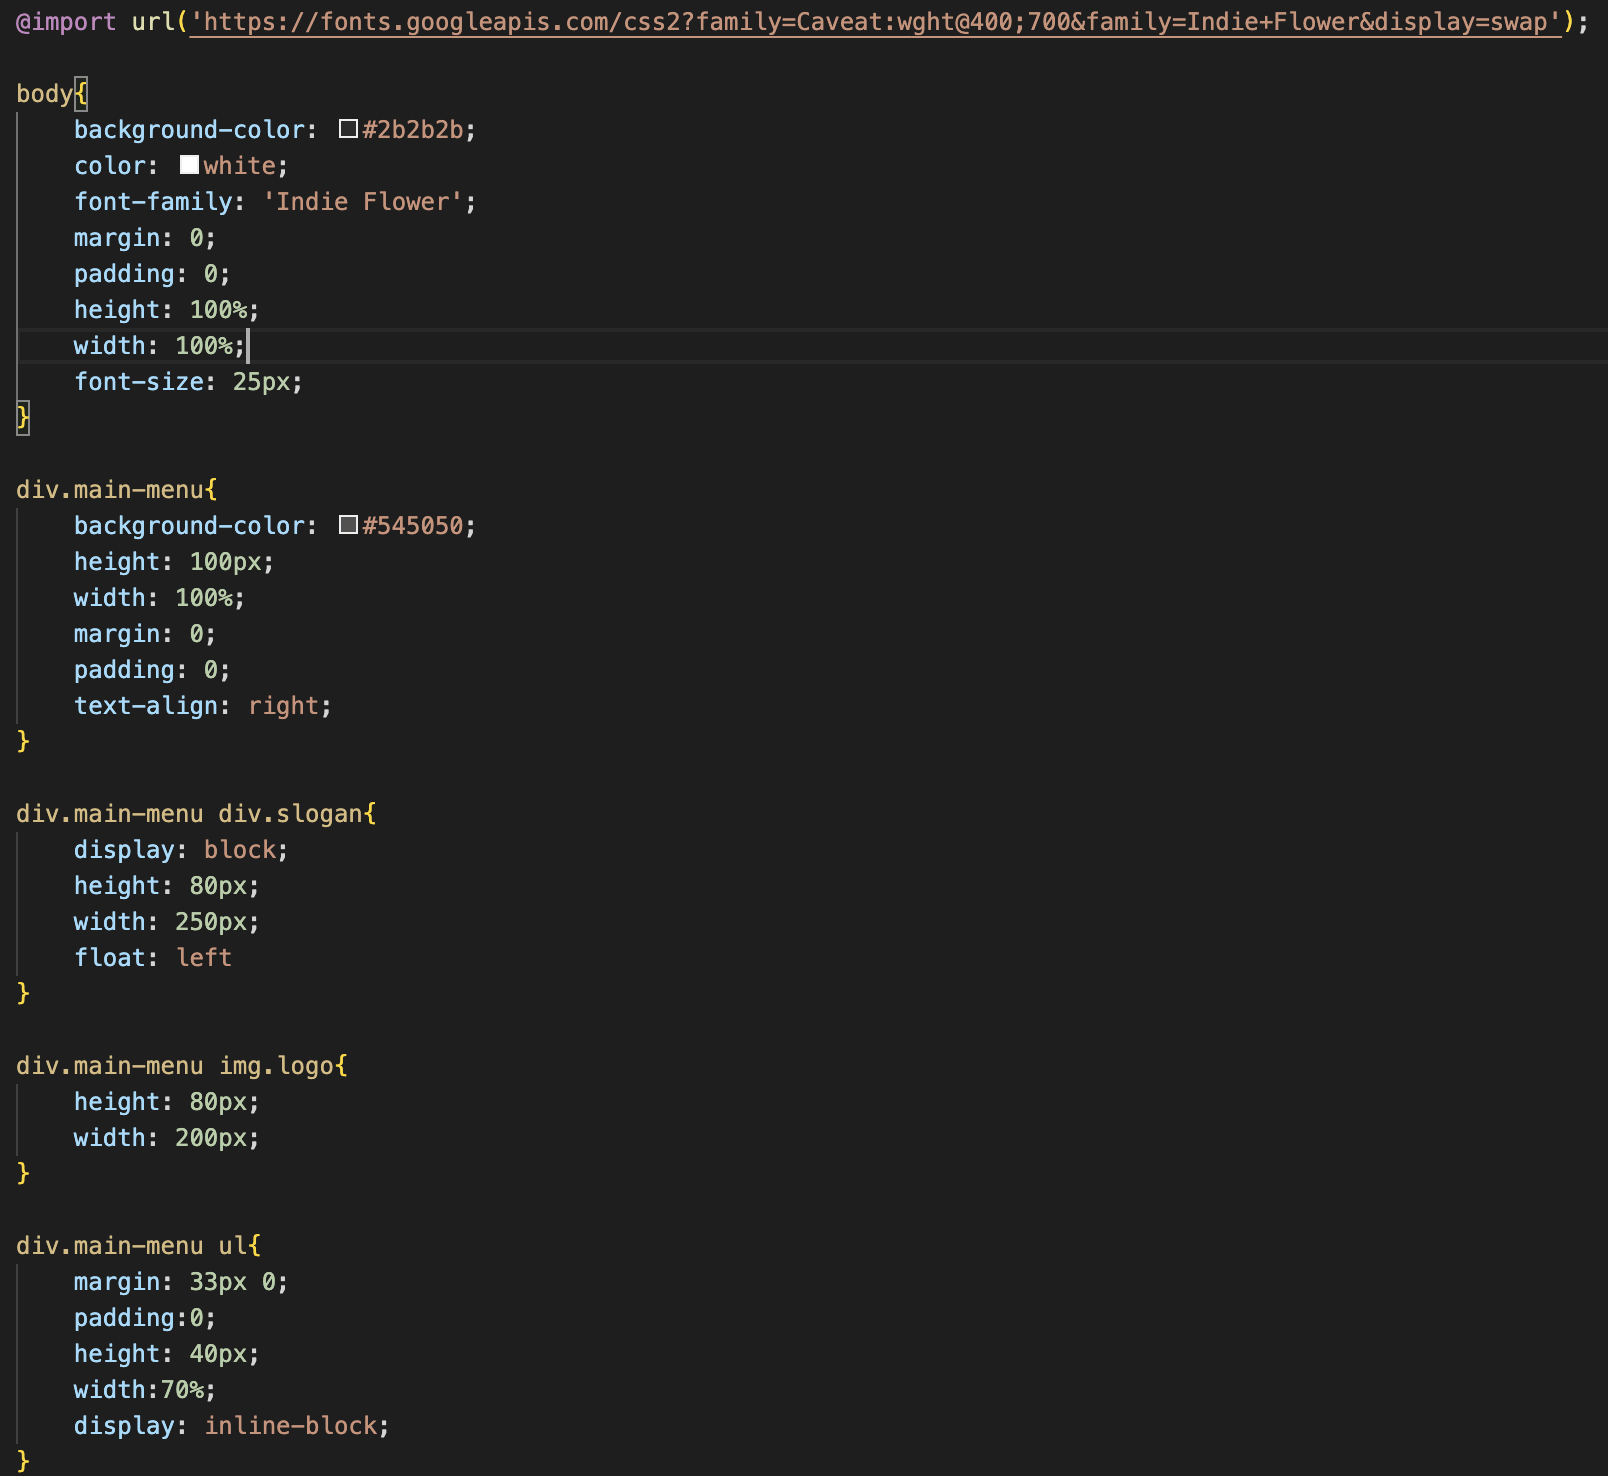 @import url('https://fonts.googleapis.com/css2?family=Caveat:wght@400;700&family=Indie+Flower&display=swap');
body{
background-color: #2b2b2b;
color: white;
font-family: 'Indie Flower';
margin: 0;
padding: 0;
height: 100%;
width: 100%;
font-size: 25px;
}
div.main-menu{
background-color: #545050;
height: 100px;
width: 100%;
margin: 0;
padding: 0;
text-align: right;
}
div.main-menu div.slogan{
display: block;
height: 80px;
width: 250px;
float: left
}
div.main-menu img.logo{
height: 80px;
width: 200px;
}
div.main-menu ul{
margin: 33px 0;
padding:0;
height: 40px;
width:70%;
display: inline-block;
}